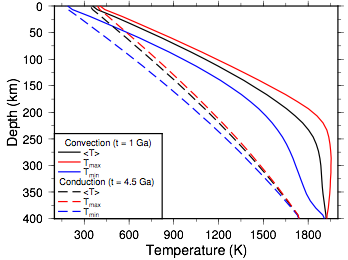 0
50
100
150
200
250
300
350
400
Depth (km)
Convection (t = 1 Ga)
<T>
Tmax
Tmin
Conduction (t = 4.5 Ga)
<T>
Tmax
Tmin
300 600 900 1200 1500 1800
Temperature (K)